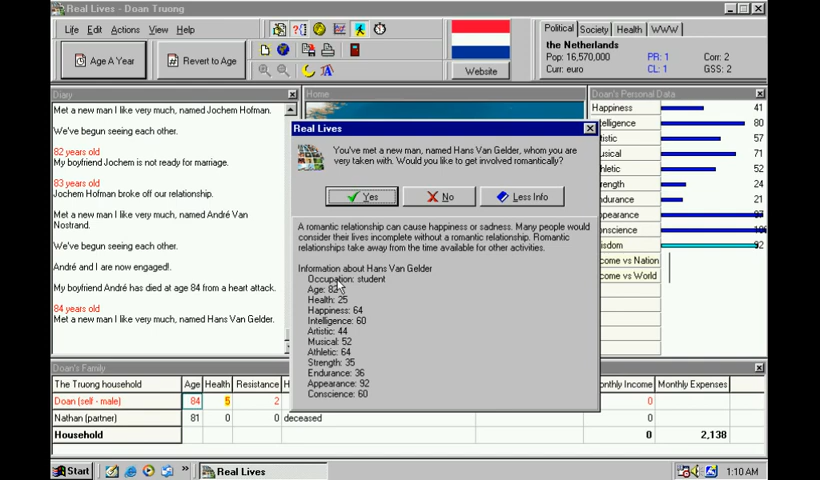 Real Lives - Doan Truong
Life Edit Actions View Help
Age A Year
Revert to Age
Website
Political Society Health WWW
the Netherlands
Pop: 16,570,000 PR: 1 Corr: 2
Curr: euro CL: 1 GSS: 2
Diary
Met a new man I like very much, named Jochem Hofman.
We've begun seeing each other.
82 years old
My boyfriend Jochem is not ready for marriage.
83 years old
Jochem Hofman broke off our relationship.
Met a new man I like very much, named André Van
Nostrand.
We've begun seeing each other.
André and I are now engaged!.
My boyfriend André has died at age 84 from a heart attack.
84 years old
Met a new man I like very much, named Hans Van Gelder.
Home
Real Lives
You've met a new man, named Hans Van Gelder, whom you are
very taken with. Would you like to get involved romantically?
Yes
No
Less Info
A romantic relationship can cause happiness or sadness. Many people would
consider their lives incomplete without a romantic relationship. Romantic
relationships take away from the time available for other activities.
Information about Hans Van Gelder
Occupation: student
Age: 82
Health: 25
Happiness: 64
Intelligence: 60
Artistic: 44
Musical: 52
Athletic: 64
Strength: 35
Endurance: 36
Appearance: 92
Conscience: 60
Doan's Personal Data
Happiness 41
ntelligence 80
rtistic 57
usical 71
thletic 52
rength 24
ndurance 21
ppearance 87
onscience 100
isdom 92
come vs Nation
come vs World
Doan's Family
The Truong household Age Health Resistance H onthly Income Monthly Expenses
Doan (self - male) 84 5 2 0
Nathan (partner) 81 0 0 deceased 0
Household 0 2,138
Start
Real Lives
1:10 AM